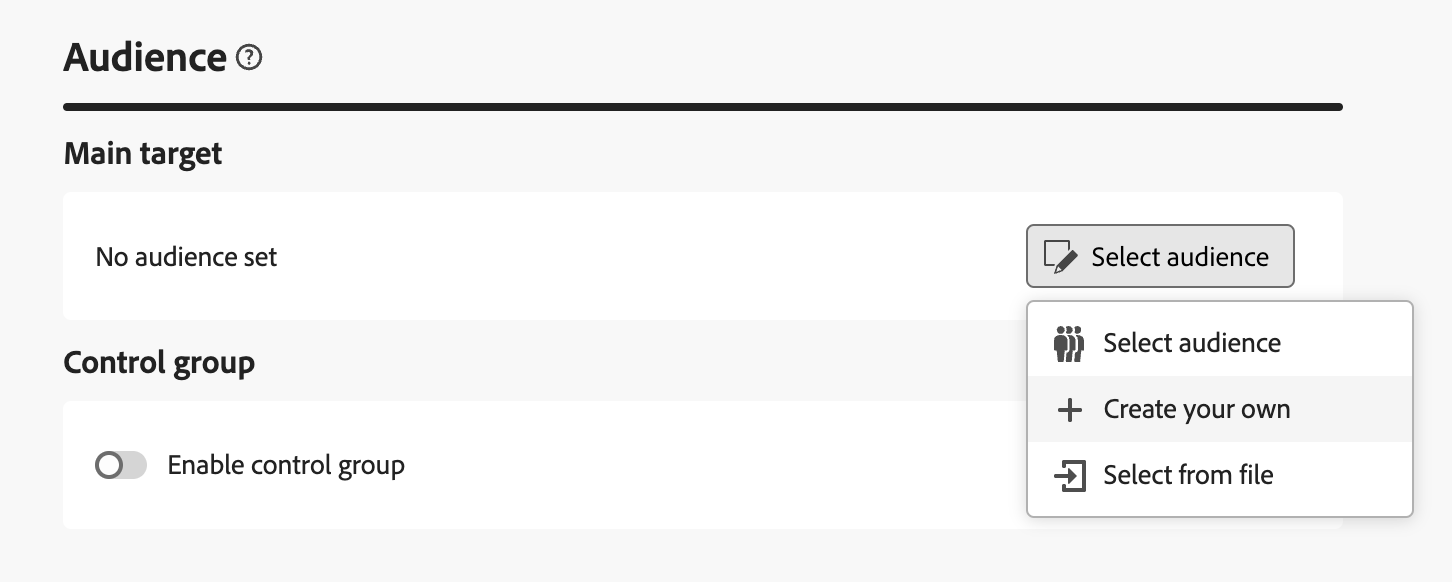 Audience ?
Main target
No audience set
Select audience
Select audience
Create your own
Select from file
Control group
Enable control group